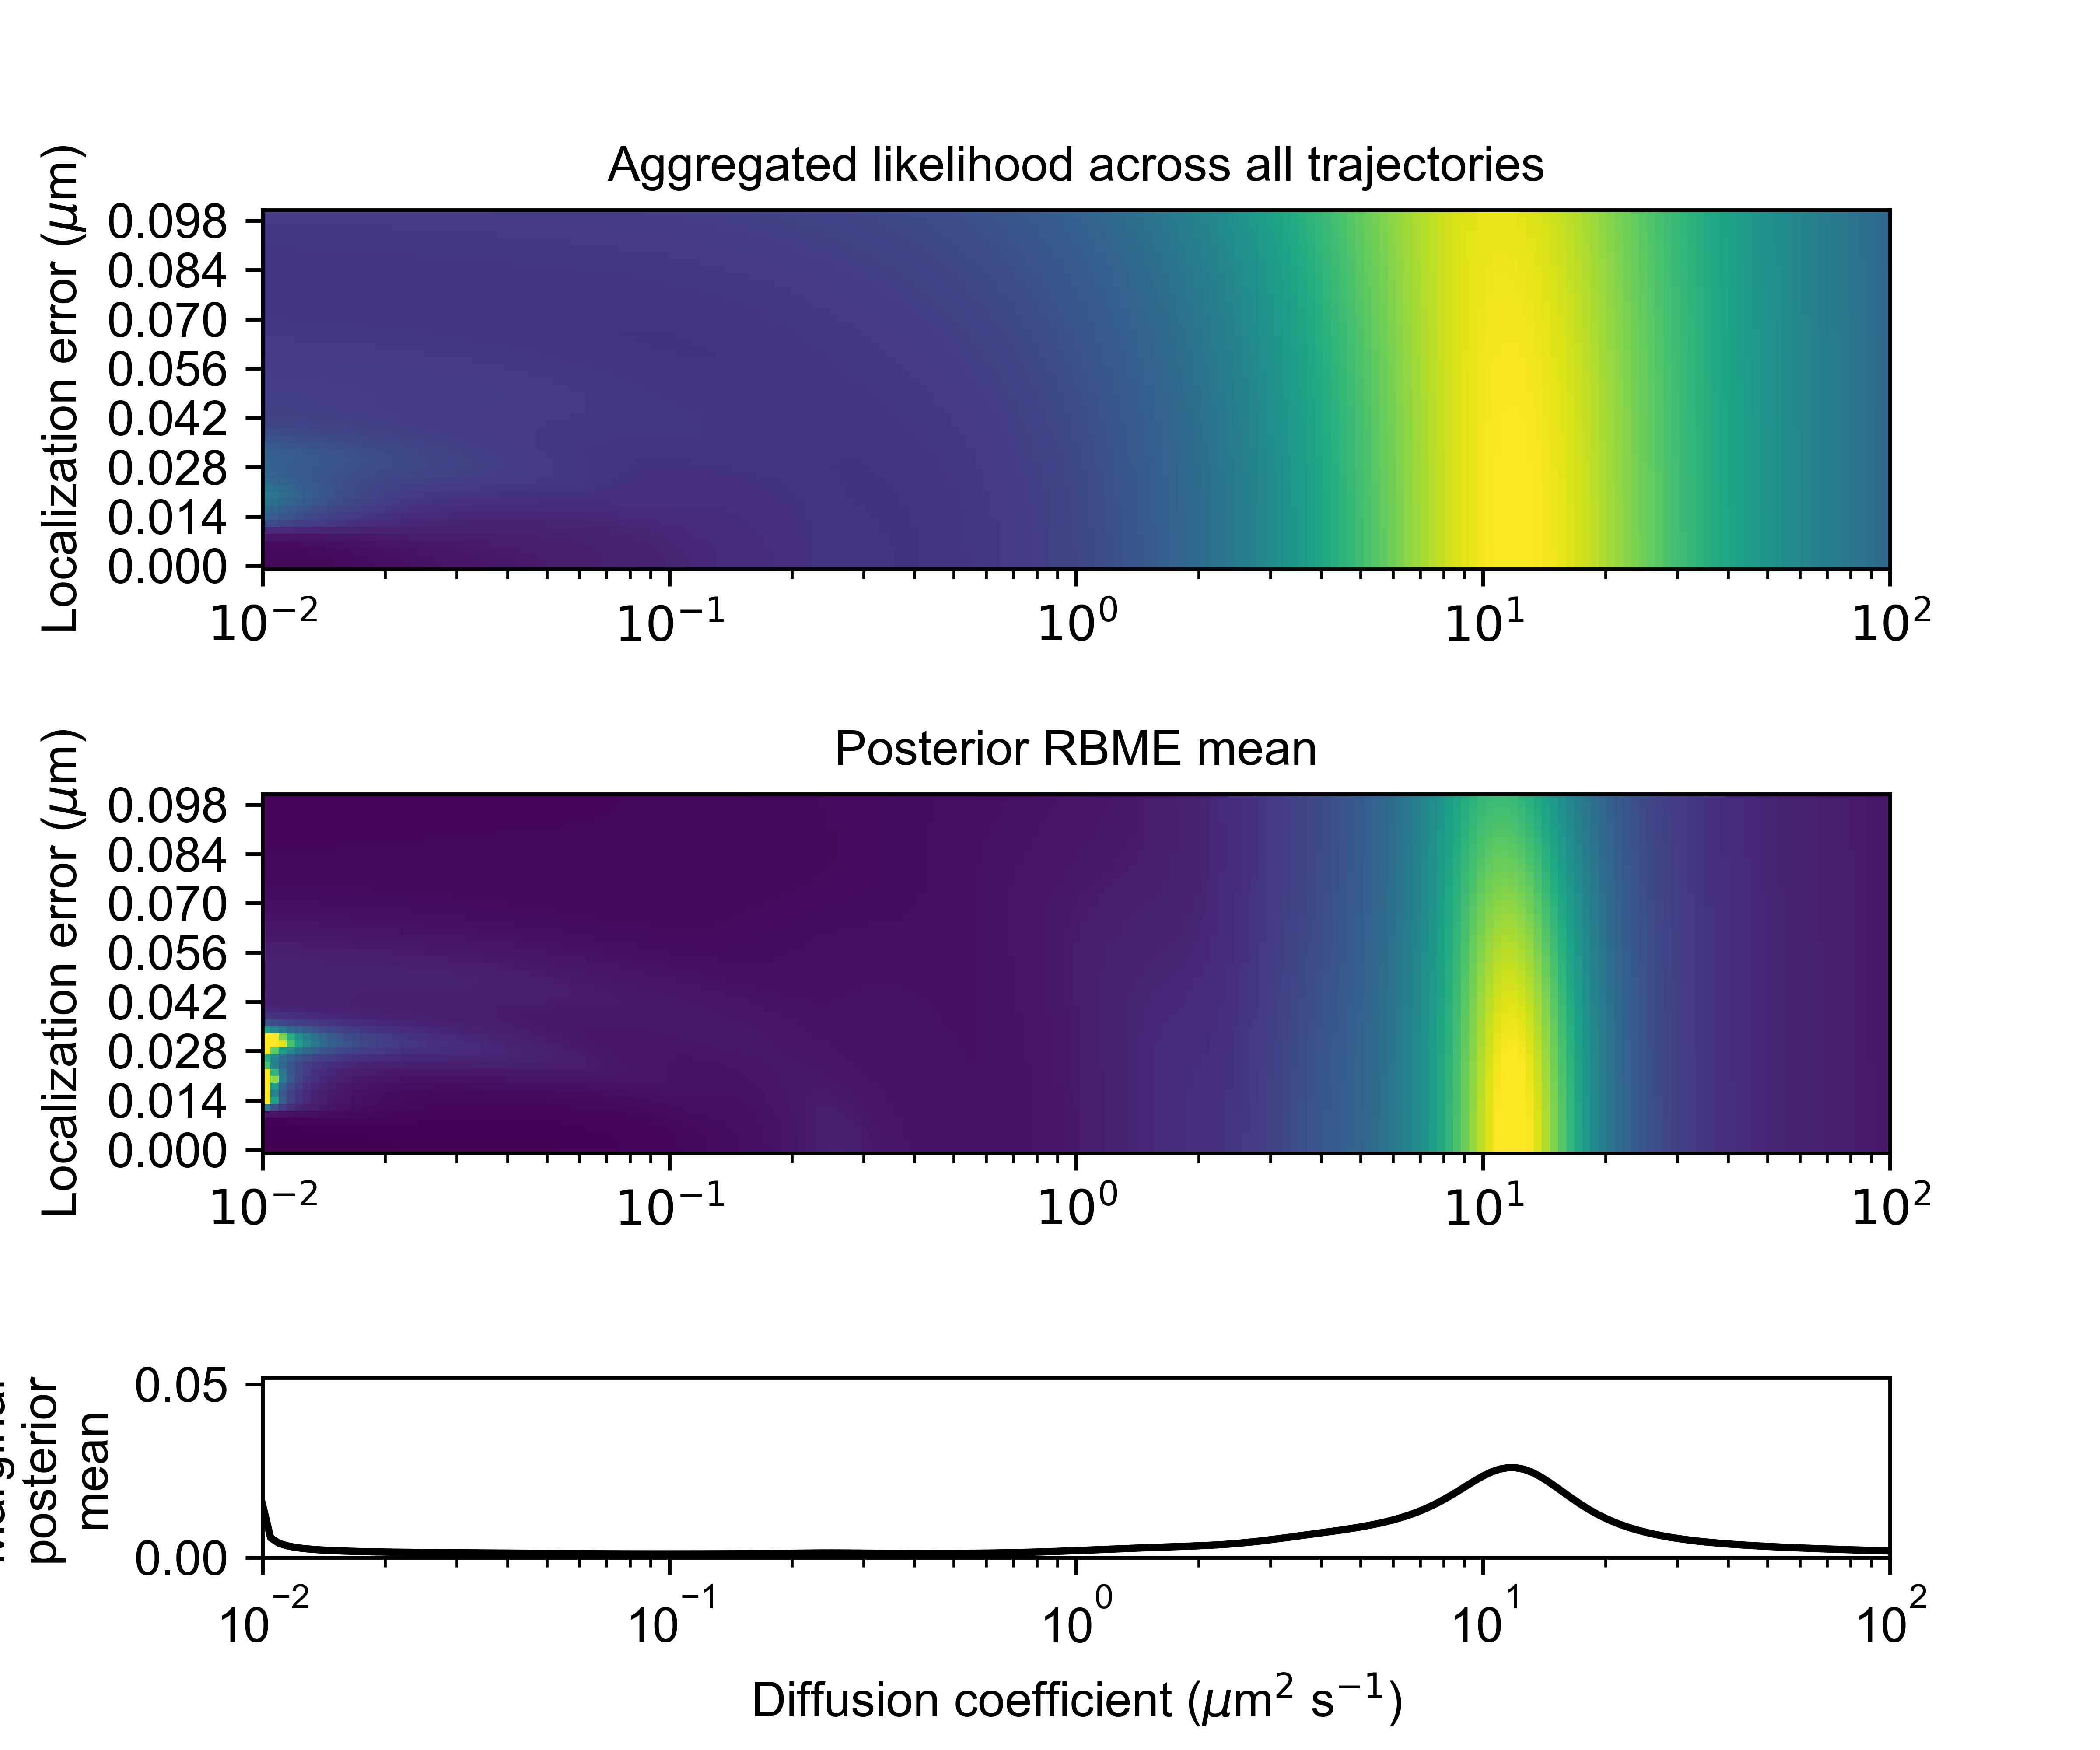 Aggregated likelihood across all trajectories
Localization error (μm)
0.098
0.084
0.070
0.056
0.042
0.028
0.014
0.000
10⁻² 10⁻¹ 10⁰ 10¹ 10²
Posterior RBME mean
Localization error (μm)
0.098
0.084
0.070
0.056
0.042
0.028
0.014
0.000
10⁻² 10⁻¹ 10⁰ 10¹ 10²
posterior
mean
0.05
0.00
10⁻² 10⁻¹ 10⁰ 10¹ 10²
Diffusion coefficient (μm² s⁻¹)